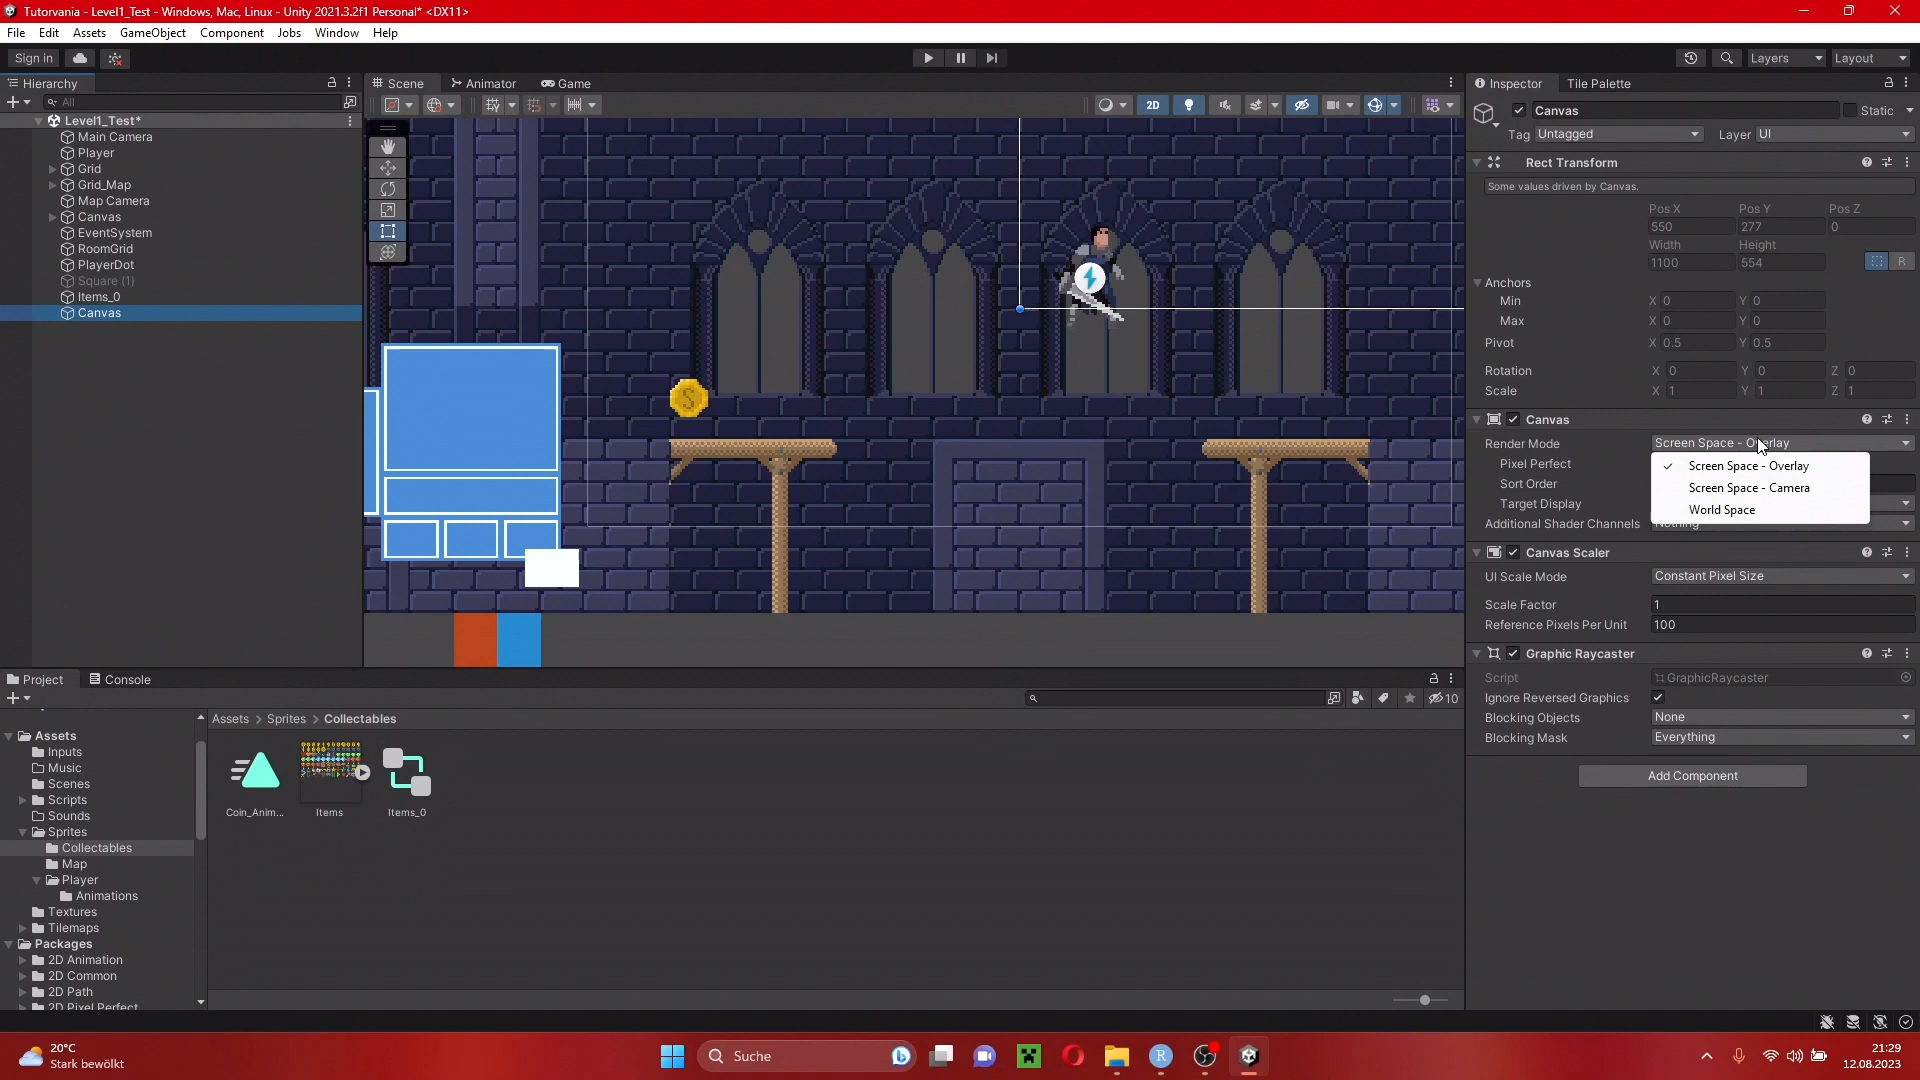 Tutorvania - Level1_Test - Windows, Mac, Linux - Unity 2021.3.2f1 Personal* <DX11>
File Edit Assets GameObject Component Jobs Window Help
Sign in
Layers
Layout
Hierarchy
All
Level1_Test*
Main Camera
Player
Grid
Grid_Map
Map Camera
Canvas
EventSystem
RoomGrid
PlayerDot
Square (1)
Items_0
Canvas
Scene Animator Game
2D
Inspector Tile Palette
Canvas
Static
Tag Untagged
Layer UI
Rect Transform
Some values driven by Canvas.
Pos X Pos Y Pos Z
550 277 0
Width Height
1100 554
R
Anchors
Min X 0 Y 0
Max X 0 Y 0
Pivot X 0.5 Y 0.5
Rotation X 0 Y 0 Z 0
Scale X 1 Y 1 Z 1
Canvas
Render Mode Screen Space - Overlay
Pixel Perfect
Sort Order
Target Display
Additional Shader Channels Nothing
Screen Space - Overlay
Screen Space - Camera
World Space
Canvas Scaler
UI Scale Mode Constant Pixel Size
Scale Factor 1
Reference Pixels Per Unit 100
Graphic Raycaster
Script GraphicRaycaster
Ignore Reversed Graphics
Blocking Objects None
Blocking Mask Everything
Add Component
Project Console
10
Assets
Inputs
Music
Scenes
Scripts
Sounds
Sprites
Collectables
Map
Player
Animations
Textures
Tilemaps
Packages
2D Animation
2D Common
2D Path
2D Pixel Perfect
Assets > Sprites > Collectables
Coin_Anim...
Items
Items_0
20°C
Stark bewölkt
Suche
21:29
12.08.2023